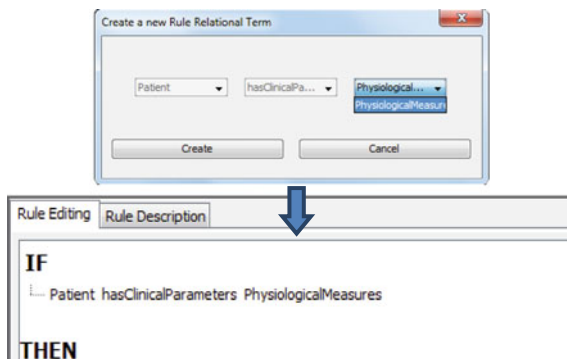 Create a new Rule Relational Term
x
Patient hasClinicalPa... Physiological...
PhysiologicalMeasur
Create Cancel
Rule Editing Rule Description
IF
Patient hasClinicalParameters PhysiologicalMeasures
THEN